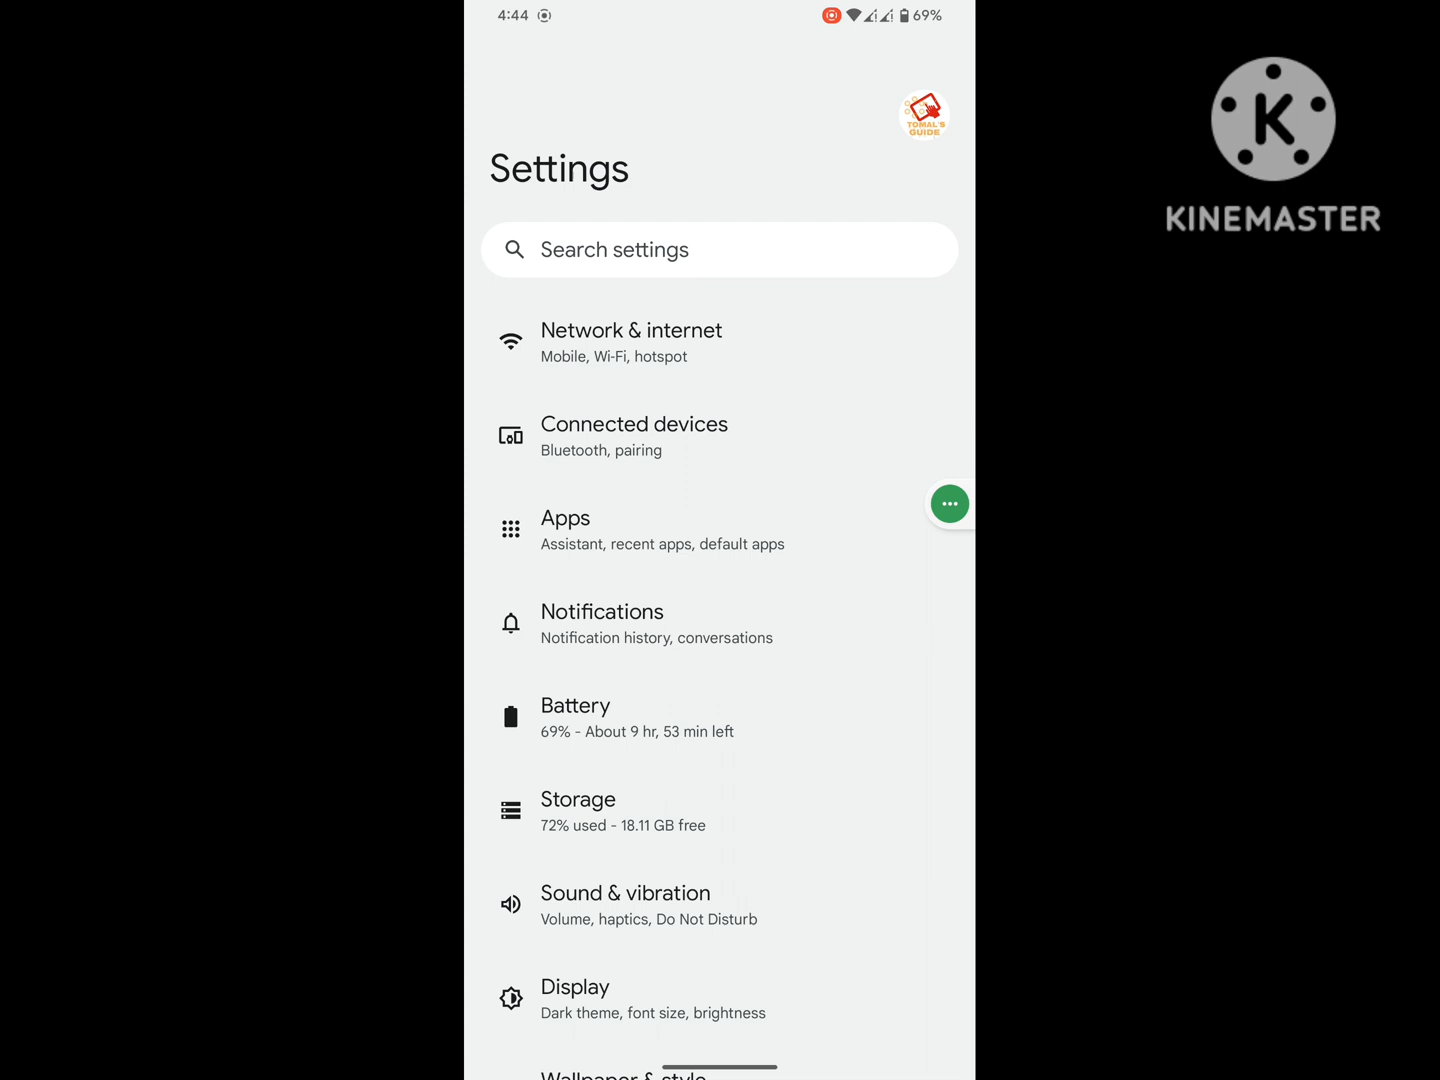 4:44
69%
TOMAL'S
GUIDE
K
KINEMASTER
Settings
Search settings
Network & internet
Mobile, Wi-Fi, hotspot
Connected devices
Bluetooth, pairing
Apps
Assistant, recent apps, default apps
Notifications
Notification history, conversations
Battery
69% - About 9 hr, 53 min left
Storage
72% used - 18.11 GB free
Sound & vibration
Volume, haptics, Do Not Disturb
Display
Dark theme, font size, brightness
Wallpaper & style